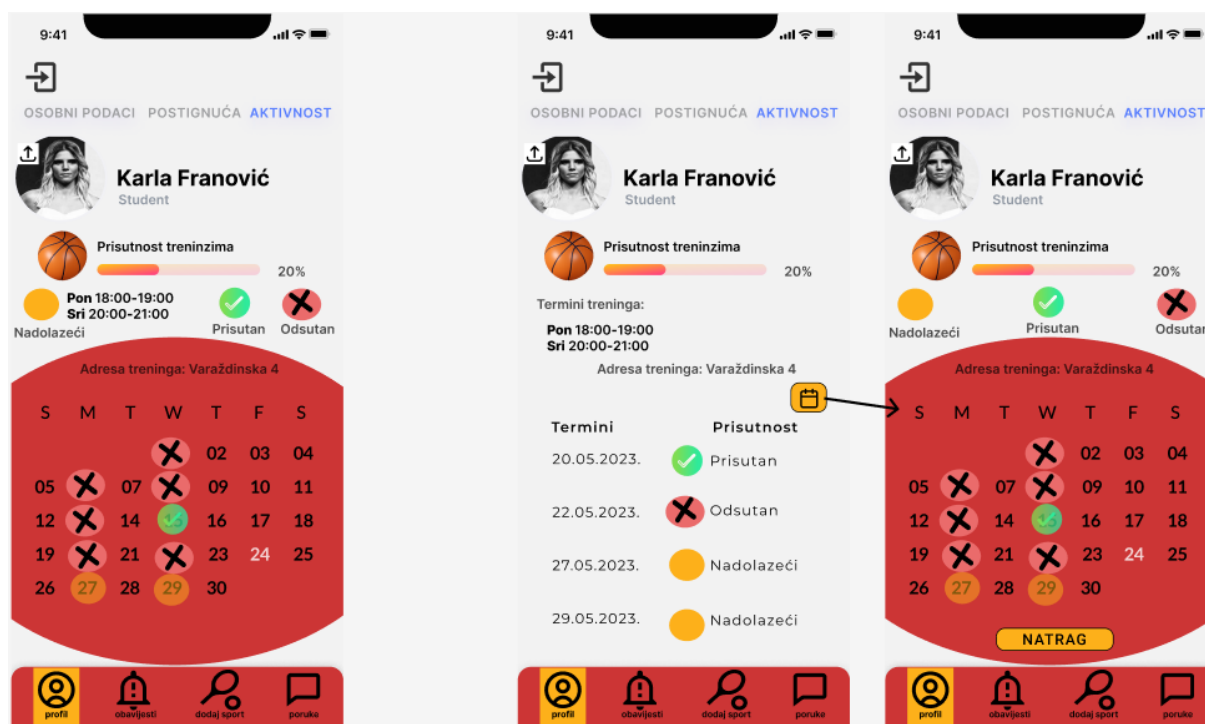 9:41
OSOBNI PODACI POSTIGNUĆA AKTIVNOST
Karla Franović
Student
Prisutnost treninzima
20%
Pon 18:00-19:00
Sri 20:00-21:00
Nadolazeći Prisutan Odsutan
Adresa treninga: Varaždinska 4
S M T W T F S
02 03 04
05 07 09 10 11
12 14 16 17 18
19 21 23 24 25
26 27 28 29 30
profil obavijesti dodaj sport poruke
9:41
OSOBNI PODACI POSTIGNUĆA AKTIVNOST
Karla Franović
Student
Prisutnost treninzima
20%
Termini treninga:
Pon 18:00-19:00
Sri 20:00-21:00
Adresa treninga: Varaždinska 4
Termini Prisutnost
20.05.2023. Prisutan
22.05.2023. Odsutan
27.05.2023. Nadolazeći
29.05.2023. Nadolazeći
profil obavijesti dodaj sport poruke
9:41
OSOBNI PODACI POSTIGNUĆA AKTIVNOST
Karla Franović
Student
Prisutnost treninzima
20%
Nadolazeći Prisutan Odsutan
Adresa treninga: Varaždinska 4
S M T W T F S
02 03 04
05 07 09 10 11
12 14 16 17 18
19 21 23 24 25
26 27 28 29 30
NATRAG
profil obavijesti dodaj sport poruke